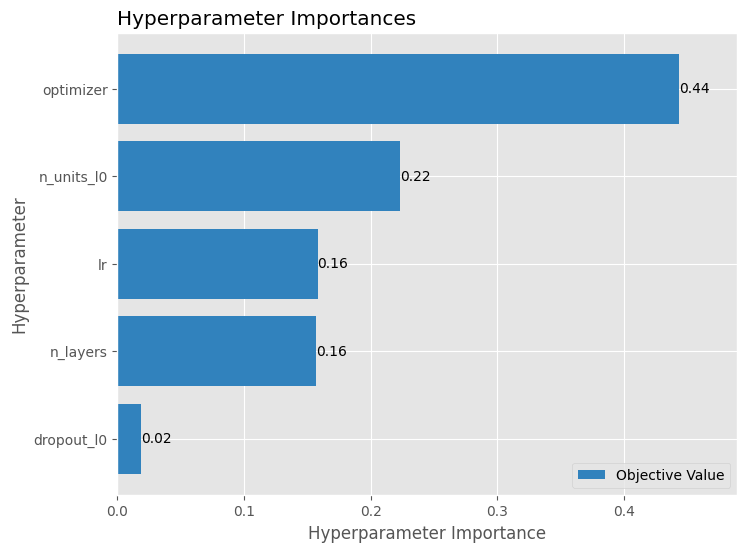 Hyperparameter Importances
optimizer
0.44
n_units_l0
0.22
lr
0.16
n_layers
0.16
dropout_l0
0.02
Hyperparameter
Objective Value
0.0 0.1 0.2 0.3 0.4
Hyperparameter Importance